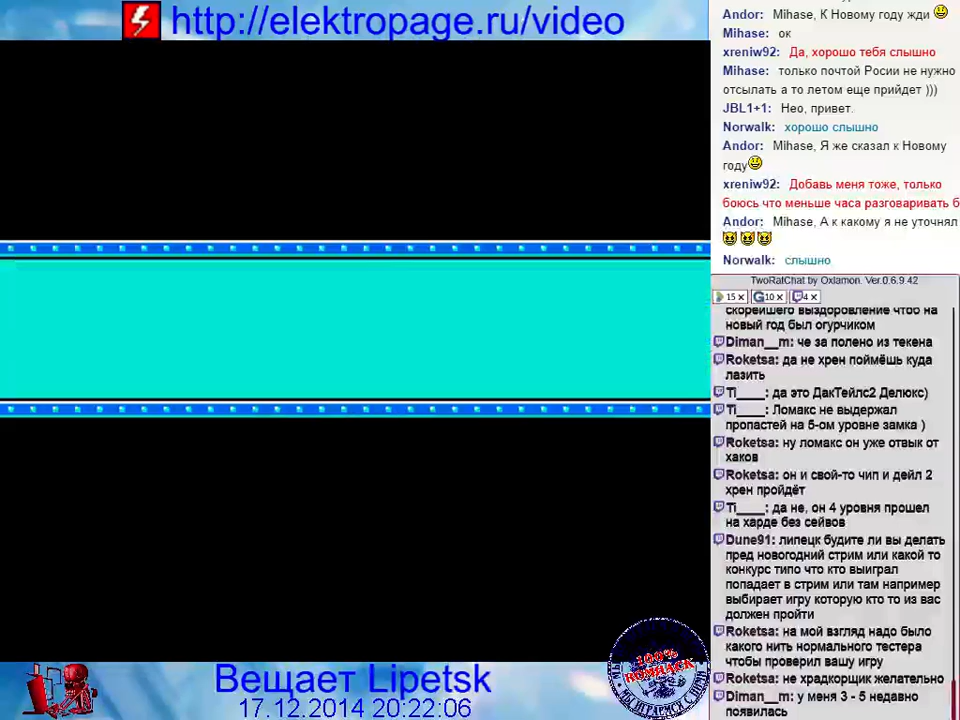 http://elektropage.ru/video
Andor: Mihase, К Новому году жди
Mihase: ок
xreniw92: Да, хорошо тебя слышно
Mihase: только почтой Росии не нужно
отсылать а то летом еще прийдет )))
JBL1+1: Нео, привет.
Norwalk: хорошо слышно
Andor: Mihase, Я же сказал к Новому
году
xreniw92: Добавь меня тоже, только
боюсь что меньше часа разговаривать б
Andor: Mihase, А к какому я не уточнял
Norwalk: слышно
TwoRatChat by Oxlamon. Ver.0.6.9.42
15 x G10 x 4 x
скорейшего выздоровление чтоб на
новый год был огурчиком
Diman__m: че за полено из текена
Roketsa: да не хрен поймёшь куда
лазить
Ti____: да это ДакТейлс2 Делюкс)
Ti____: Ломакс не выдержал
пропастей на 5-ом уровне замка )
Roketsa: ну ломакс он уже отвык от
хаков
Roketsa: он и свой-то чип и дейл 2
хрен пройдёт
Ti____: да не, он 4 уровня прошел
на харде без сейвов
Dune91: липецк будите ли вы делать
пред новогодний стрим или какой то
конкурс типо что кто выиграл
попадает в стрим или там например
выбирает игру которую кто то из вас
должен пройти
Roketsa: на мой взгляд надо было
какого нить нормального тестера
чтобы проверил вашу игру
Roketsa: не храдкорщик желательно
Diman__m: у меня 3 - 5 недавно
появилась
Вещает Lipetsk
17.12.2014 20:22:06
100%